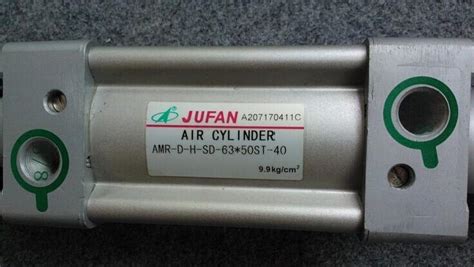 JUFAN A207170411C
AIR CYLINDER
AMR-D-H-SD-63*50ST-40
9.9kg/cm²